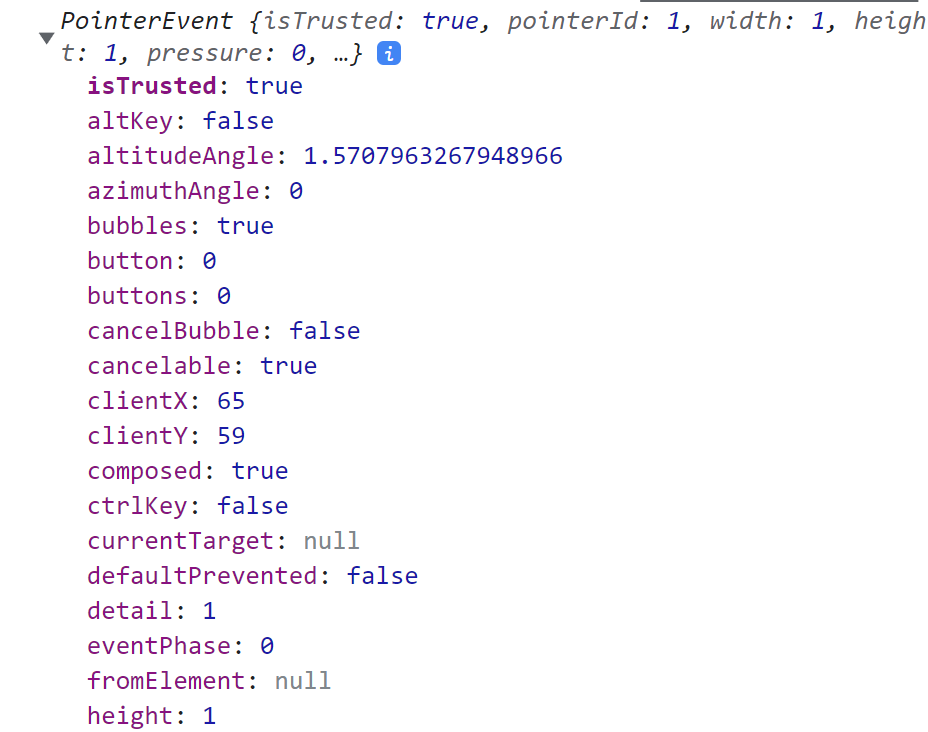 PointerEvent {isTrusted: true, pointerId: 1, width: 1, heigh
t: 1, pressure: 0, …} i
isTrusted: true
altKey: false
altitudeAngle: 1.5707963267948966
azimuthAngle: 0
bubbles: true
button: 0
buttons: 0
cancelBubble: false
cancelable: true
clientX: 65
clientY: 59
composed: true
ctrlKey: false
currentTarget: null
defaultPrevented: false
detail: 1
eventPhase: 0
fromElement: null
height: 1